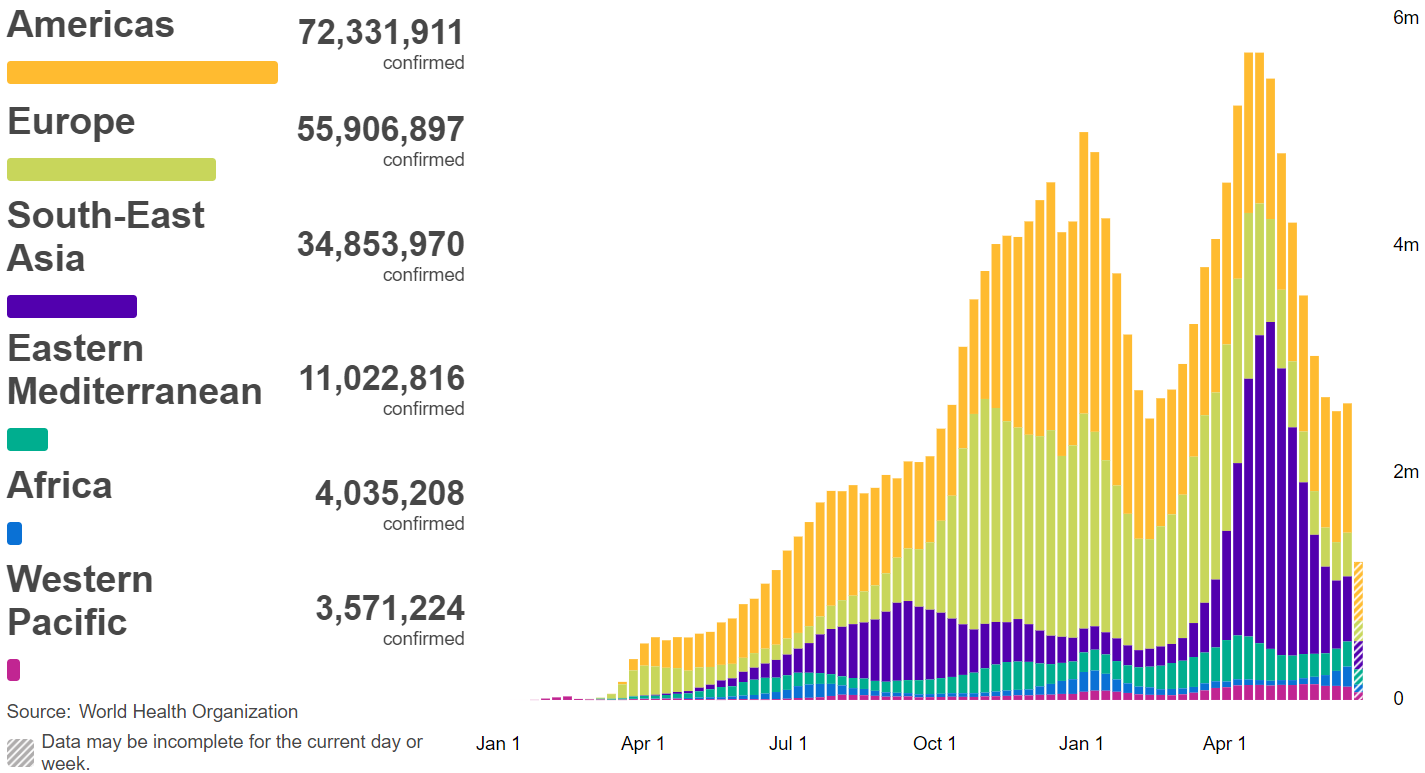 Americas
72,331,911
confirmed
Europe
55,906,897
confirmed
South-East
Asia
34,853,970
confirmed
Eastern
Mediterranean
11,022,816
confirmed
Africa
4,035,208
confirmed
Western
Pacific
3,571,224
confirmed
Source: World Health Organization
Data may be incomplete for the current day or
week.
6m
4m
2m
0
Jan 1
Apr 1
Jul 1
Oct 1
Jan 1
Apr 1